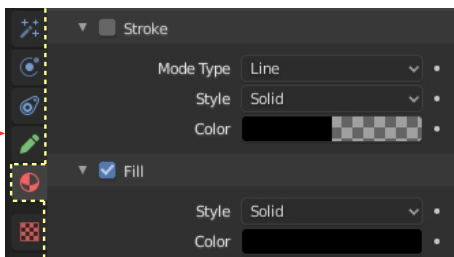 Stroke
Mode Type Line
Style Solid
Color
Fill
Style Solid
Color